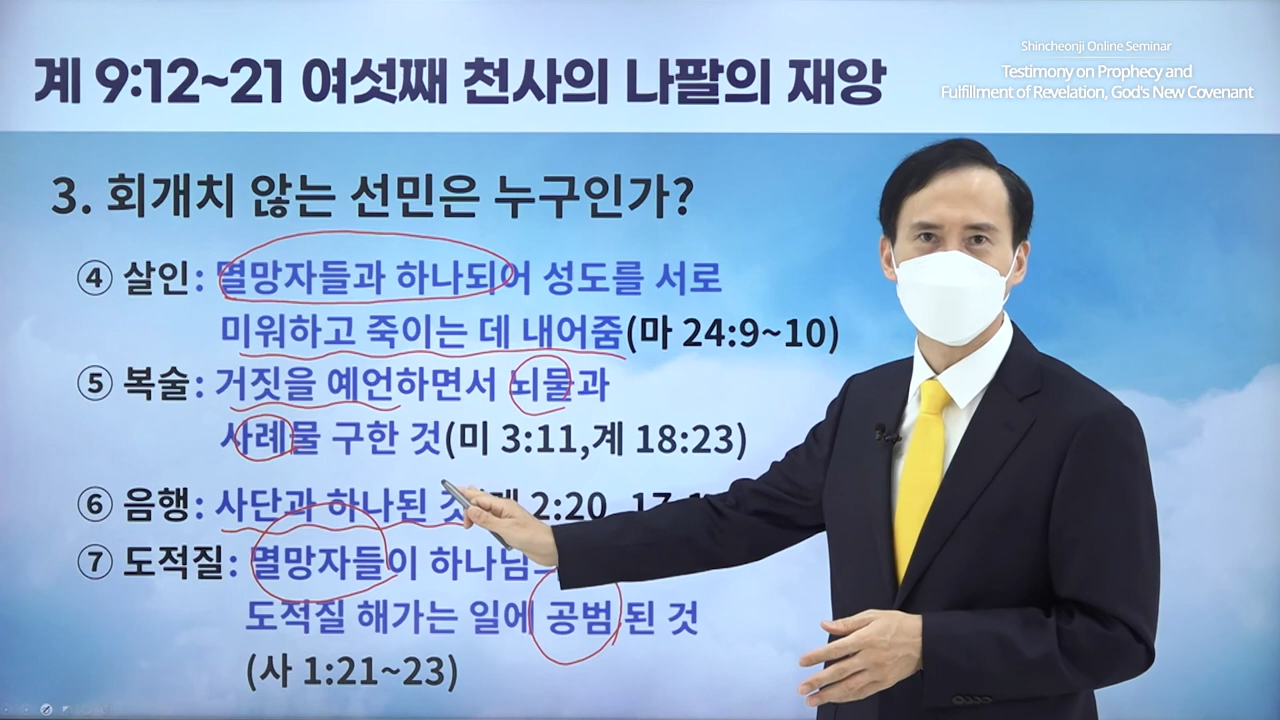 계 9:12~21 여섯째 천사의 나팔의 재앙
Shincheonji Online Seminar
Testimony on Prophecy and
Fulfillment of Revelation, God's New Covenant
3. 회개치 않는 선민은 누구인가?
④ 살인: 멸망자들과 하나되어 성도를 서로
미워하고 죽이는 데 내어줌(마 24:9~10)
⑤ 복술: 거짓을 예언하면서 뇌물과
사례물 구한 것(미 3:11,계 18:23)
⑥ 음행: 사단과 하나된 것 2:20
⑦ 도적질: 멸망자들이
도적질 해가는 일에 공범 된 것
(사 1:21~23)